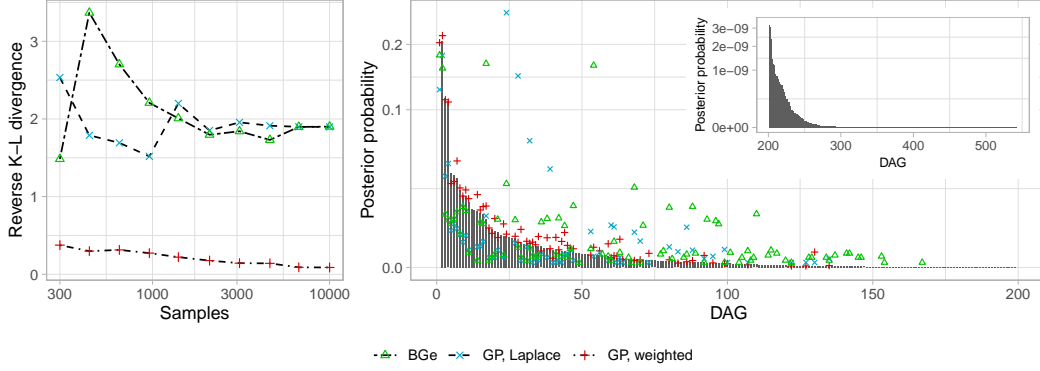 Reverse K−L divergence
3
2
1
0
300
1000
3000
10000
Samples
Posterior probability
0.2
0.1
0.0
0
50
100
150
200
DAG
Posterior probability
3e−09
2e−09
1e−09
0e+00
200
300
400
500
DAG
BGe
GP, Laplace
GP, weighted